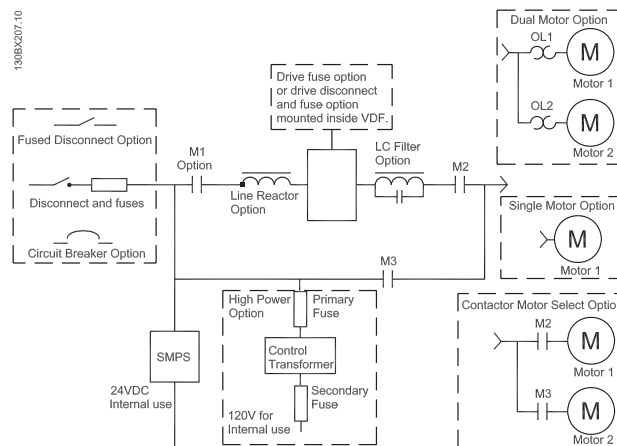 130BX207.10
Fused Disconnect Option
Disconnect and fuses
Circuit Breaker Option
M1
Option
Line Reactor
Option
Drive fuse option
or drive disconnect
and fuse option
mounted inside VDF.
LC Filter
Option
M2
M3
SMPS
24VDC
Internal use
High Power
Option
Primary
Fuse
Control
Transformer
Secondary
Fuse
120V for
Internal use
Dual Motor Option
OL1
M
Motor 1
OL2
M
Motor 2
Single Motor Option
M
Motor 1
Contactor Motor Select Optio
M2
M
Motor 1
M3
M
Motor 2